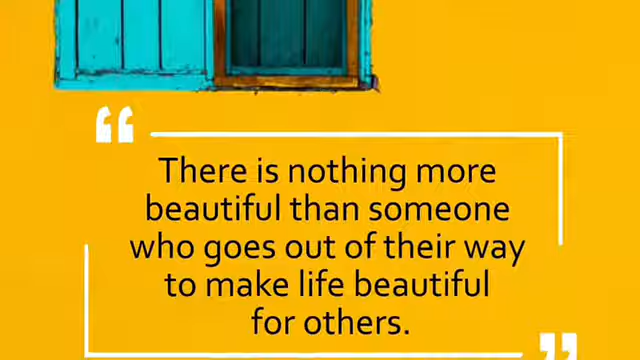 There is nothing more
beautiful than someone
who goes out of their way
to make life beautiful
for others.